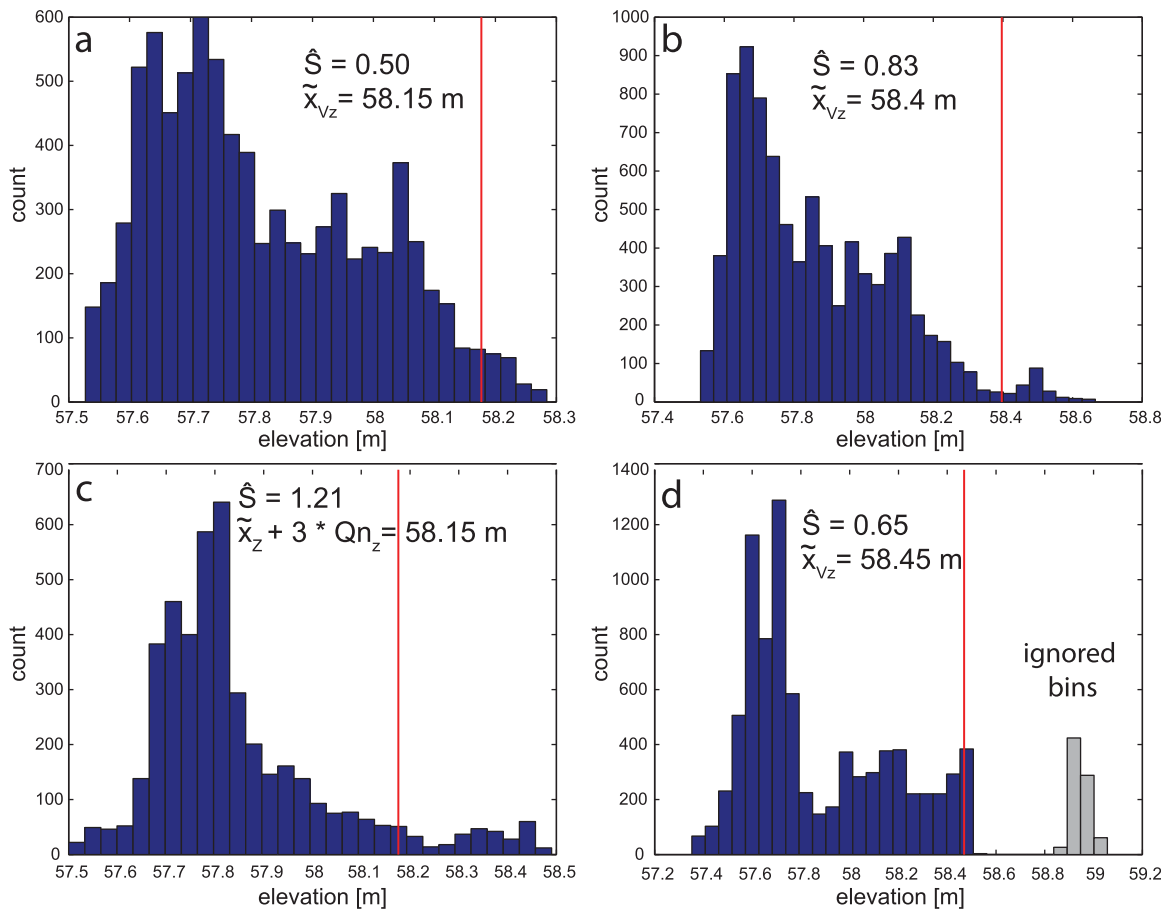 a
Ŝ = 0.50
x̃Vz= 58.15 m
600
500
400
300
200
100
0
count
57.5 57.6 57.7 57.8 57.9 58 58.1 58.2 58.3
elevation [m]
b
Ŝ = 0.83
x̃Vz= 58.4 m
1000
900
800
700
600
500
400
300
200
100
0
count
57.4 57.6 57.8 58 58.2 58.4 58.6 58.8
elevation [m]
c
Ŝ = 1.21
x̃Z + 3 * Qnz= 58.15 m
700
600
500
400
300
200
100
0
count
57.5 57.6 57.7 57.8 57.9 58 58.1 58.2 58.3 58.4 58.5
elevation [m]
d
Ŝ = 0.65
x̃Vz= 58.45 m
ignored
bins
1400
1200
1000
800
600
400
200
0
count
57.2 57.4 57.6 57.8 58 58.2 58.4 58.6 58.8 59 59.2
elevation [m]